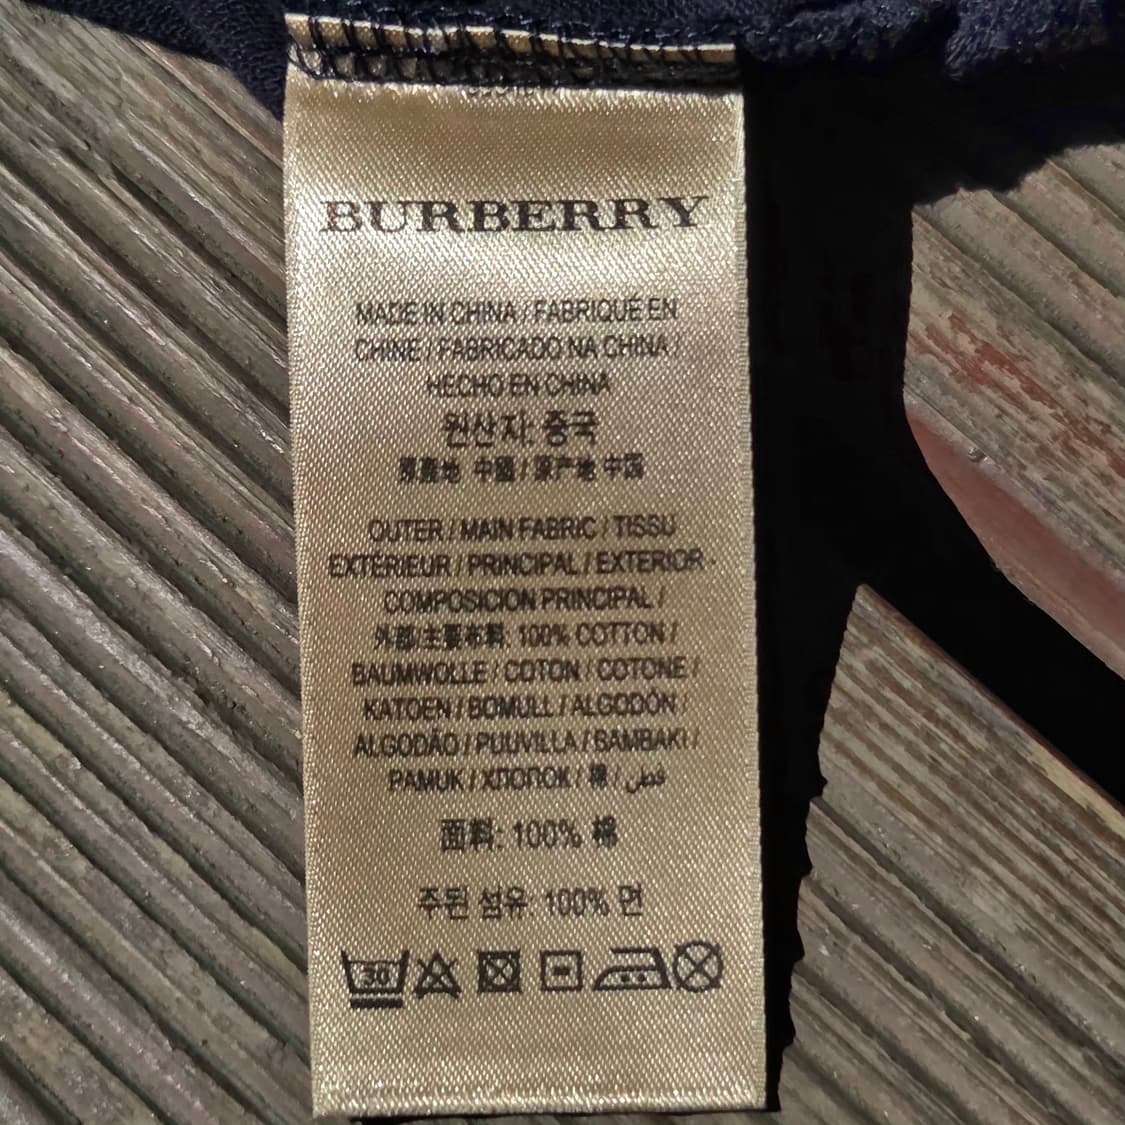 BURBERRY
MADE IN CHINA / FABRIQUÉ EN
CHINE / FABRICADO NA CHINA /
HECHO EN CHINA
원산지: 중국
原產地 中國 / 原产地 中国
OUTER / MAIN FABRIC / TISSU
EXTÉRIEUR / PRINCIPAL / EXTERIOR -
COMPOSICION PRINCIPAL /
外部/主要布料: 100% COTTON /
BAUMWOLLE / COTON / COTONE /
KATOEN / BOMULL / ALGODÓN
ALGODÃO / PUUVILLA / BAMBAKI /
PAMUK / ХЛОПОК / 棉 / قطن
面料: 100% 棉
주된 섬유: 100% 면
30